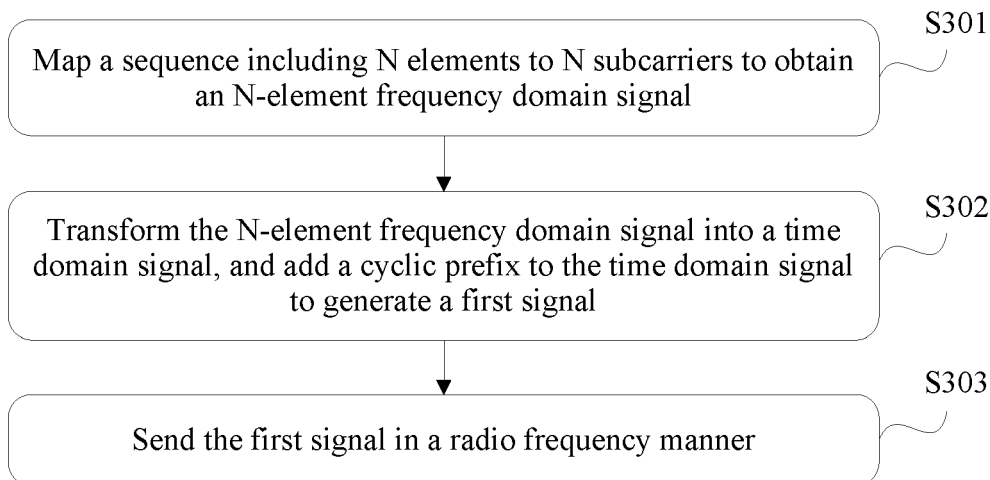 S301
Map a sequence including N elements to N subcarriers to obtain
an N-element frequency domain signal
S302
Transform the N-element frequency domain signal into a time
domain signal, and add a cyclic prefix to the time domain signal
to generate a first signal
S303
Send the first signal in a radio frequency manner